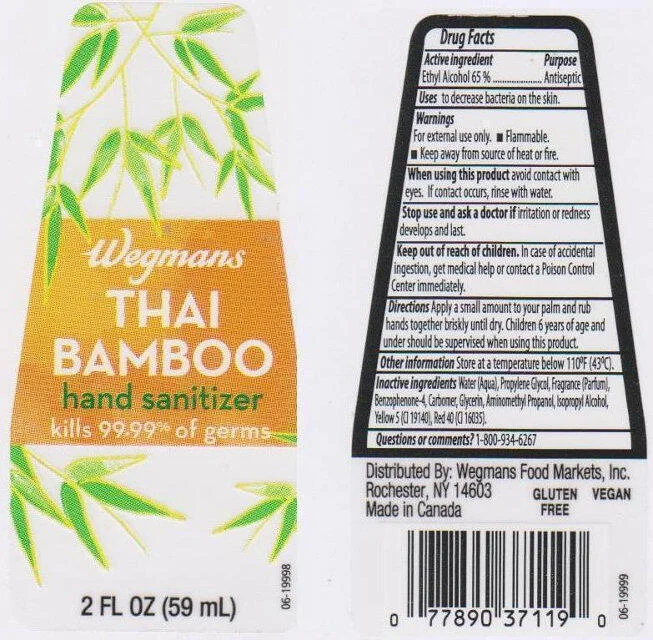 Wegmans
THAI
BAMBOO
hand sanitizer
kills 99.99% of germs
2 FL OZ (59 mL)
06-19998
Drug Facts
Active ingredient Purpose
Ethyl Alcohol 65 % ................... Antiseptic
Uses to decrease bacteria on the skin.
Warnings
For external use only. ■ Flammable.
■ Keep away from source of heat or fire.
When using this product avoid contact with
eyes. If contact occurs, rinse with water.
Stop use and ask a doctor if irritation or redness
develops and last.
Keep out of reach of children. In case of accidental
ingestion, get medical help or contact a Poison Control
Center immediately.
Directions Apply a small amount to your palm and rub
hands together briskly until dry. Children 6 years of age and
under should be supervised when using this product.
Other information Store at a temperature below 110ºF (43ºC).
Inactive ingredients Water (Aqua), Propylene Glycol, Fragrance (Parfum),
Benzophenone-4, Carbomer, Glycerin, Aminomethyl Propanol, Isopropyl Alcohol,
Yellow 5 (CI 19140), Red 40 (CI 16035).
Questions or comments? 1-800-934-6267
Distributed By: Wegmans Food Markets, Inc.
Rochester, NY 14603
Made in Canada
GLUTEN FREE
VEGAN
0 77890 37119 0
06-19999